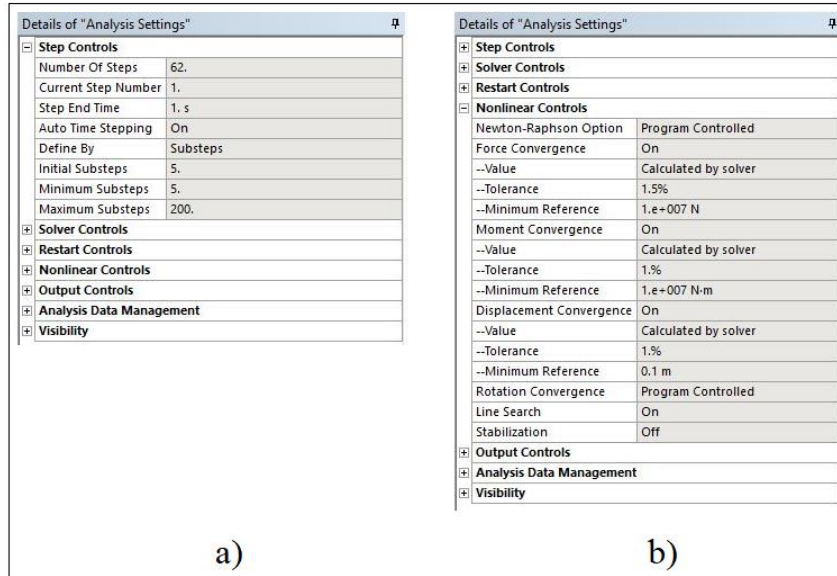 Details of "Analysis Settings"
Step Controls
Number Of Steps 62.
Current Step Number 1.
Step End Time 1. s
Auto Time Stepping On
Define By Substeps
Initial Substeps 5.
Minimum Substeps 5.
Maximum Substeps 200.
Solver Controls
Restart Controls
Nonlinear Controls
Output Controls
Analysis Data Management
Visibility
a)
Details of "Analysis Settings"
Step Controls
Solver Controls
Restart Controls
Nonlinear Controls
Newton-Raphson Option Program Controlled
Force Convergence On
--Value Calculated by solver
--Tolerance 1.5%
--Minimum Reference 1.e+007 N
Moment Convergence On
--Value Calculated by solver
--Tolerance 1.%
--Minimum Reference 1.e+007 N·m
Displacement Convergence On
--Value Calculated by solver
--Tolerance 1.%
--Minimum Reference 0.1 m
Rotation Convergence Program Controlled
Line Search On
Stabilization Off
Output Controls
Analysis Data Management
Visibility
b)